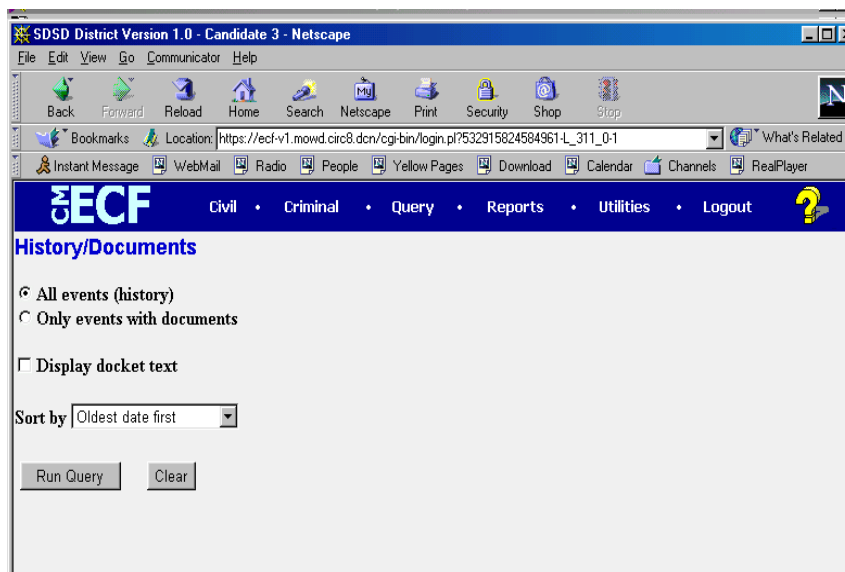 SDSD District Version 1.0 - Candidate 3 - Netscape
File Edit View Go Communicator Help
Back Forward Reload Home Search Netscape Print Security Shop Stop
My
N
Bookmarks Location: https://ecf-v1.mowd.circ8.dcn/cgi-bin/login.pl?532915824584961-L_311_0-1 What's Related
Instant Message WebMail Radio People Yellow Pages Download Calendar Channels RealPlayer
CM ECF Civil • Criminal • Query • Reports • Utilities • Logout ?
History/Documents
All events (history)
Only events with documents
Display docket text
Sort by Oldest date first
Run Query Clear